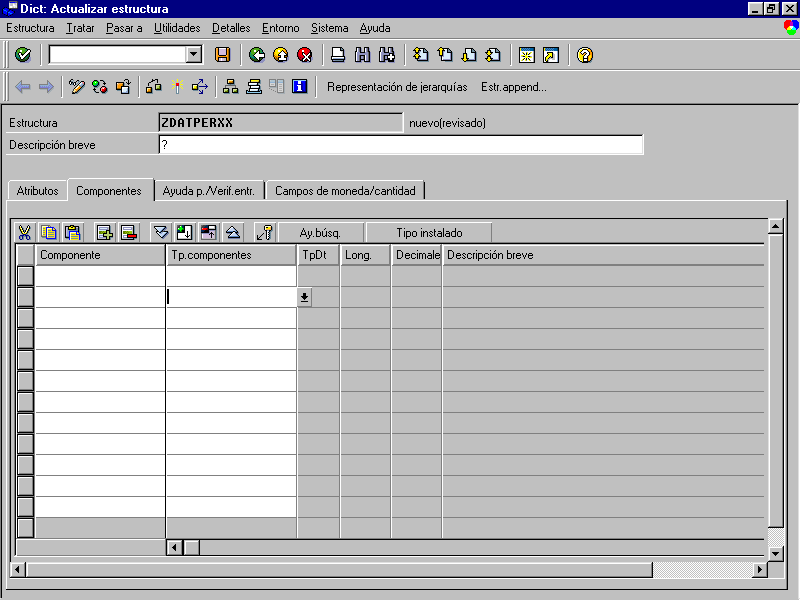 Dict: Actualizar estructura
Estructura Tratar Pasar a Utilidades Detalles Entorno Sistema Ayuda
Representación de jerarquías Estr.append...
Estructura ZDATPERXX nuevo(revisado)
Descripción breve ?
Atributos Componentes Ayuda p./Verif.entr. Campos de moneda/cantidad
Ay.búsq. Tipo instalado
Componente Tp.componentes TpDt Long. Decimale Descripción breve